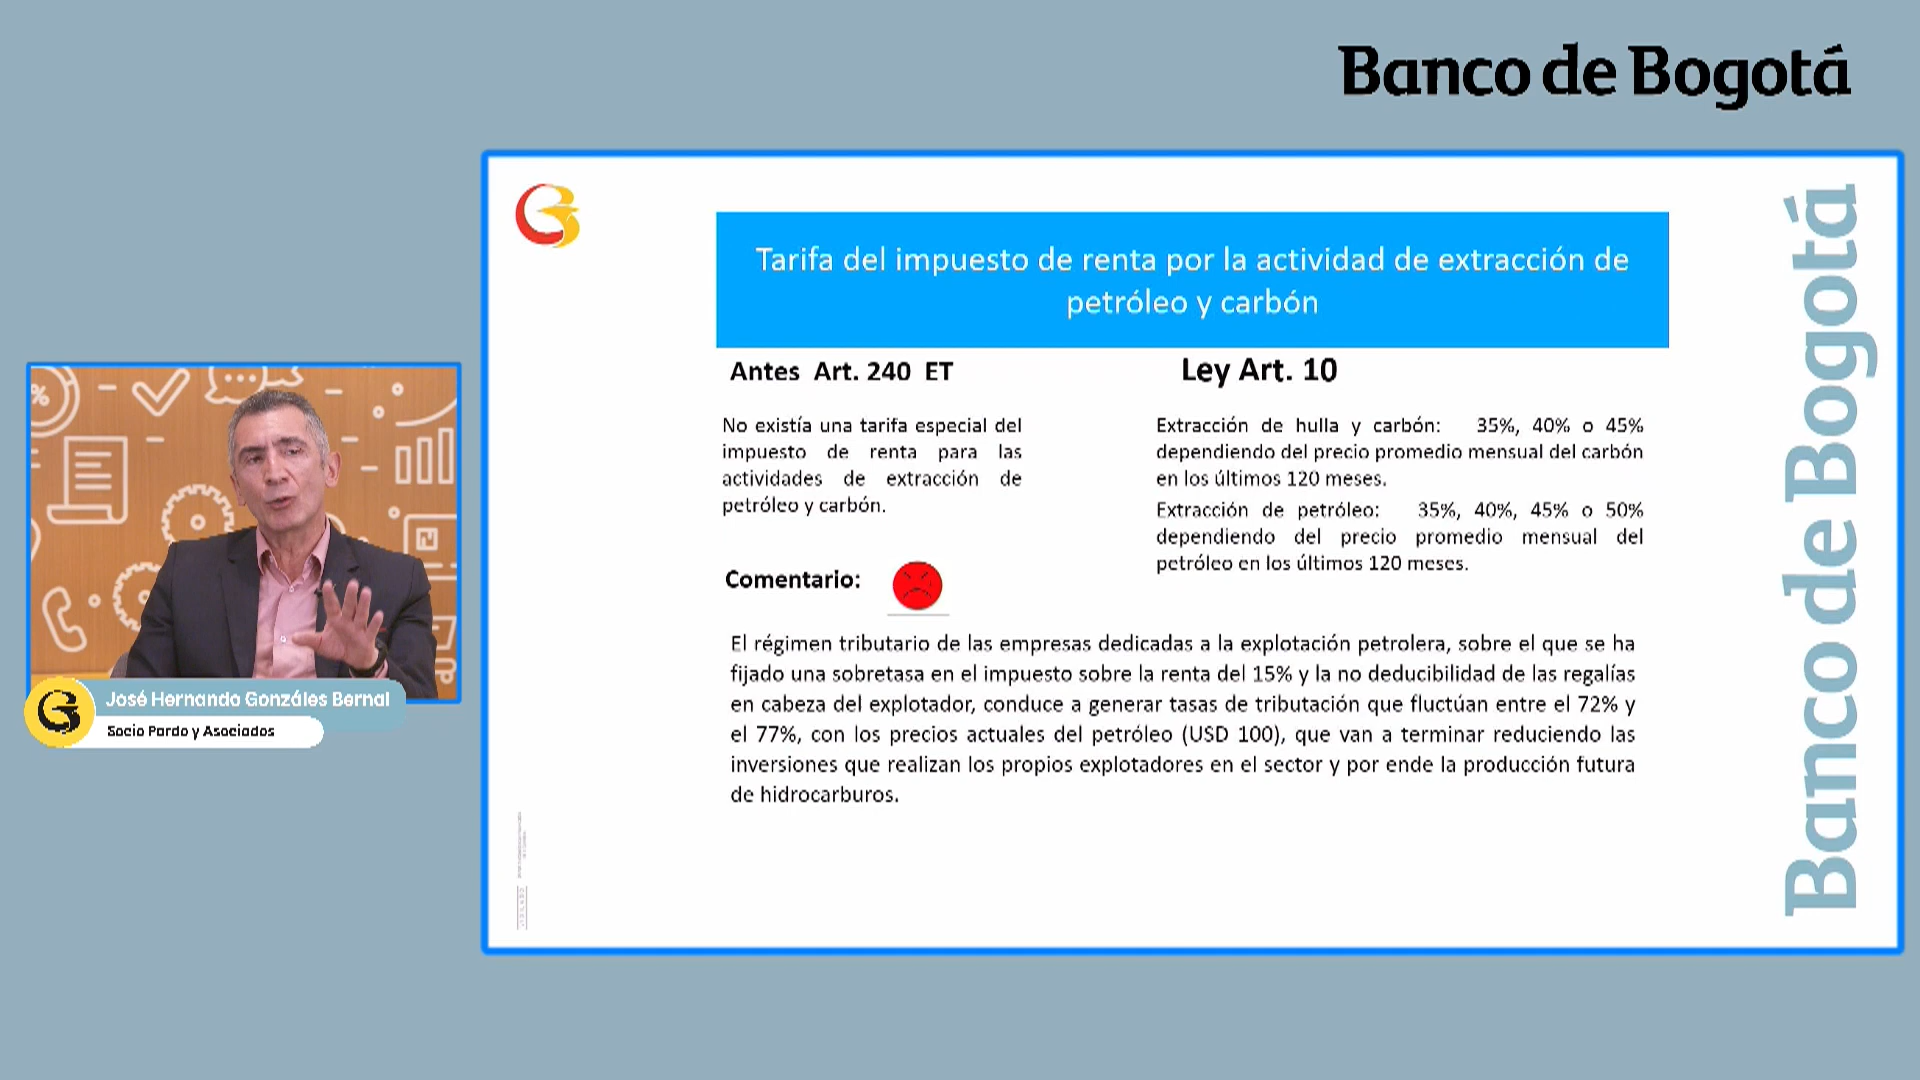 Banco de Bogotá
Tarifa del impuesto de renta por la actividad de extracción de
petróleo y carbón
Antes Art. 240 ET
No existía una tarifa especial del
impuesto de renta para las
actividades de extracción de
petróleo y carbón.
Ley Art. 10
Extracción de hulla y carbón: 35%, 40% o 45%
dependiendo del precio promedio mensual del carbón
en los últimos 120 meses.
Extracción de petróleo: 35%, 40%, 45% o 50%
dependiendo del precio promedio mensual del
petróleo en los últimos 120 meses.
Comentario:
El régimen tributario de las empresas dedicadas a la explotación petrolera, sobre el que se ha
fijado una sobretasa en el impuesto sobre la renta del 15% y la no deducibilidad de las regalías
en cabeza del explotador, conduce a generar tasas de tributación que fluctúan entre el 72% y
el 77%, con los precios actuales del petróleo (USD 100), que van a terminar reduciendo las
inversiones que realizan los propios explotadores en el sector y por ende la producción futura
de hidrocarburos.
Banco de Bogotá
%
José Hernando Gonzáles Bernal
Socio Pardo y Asociados